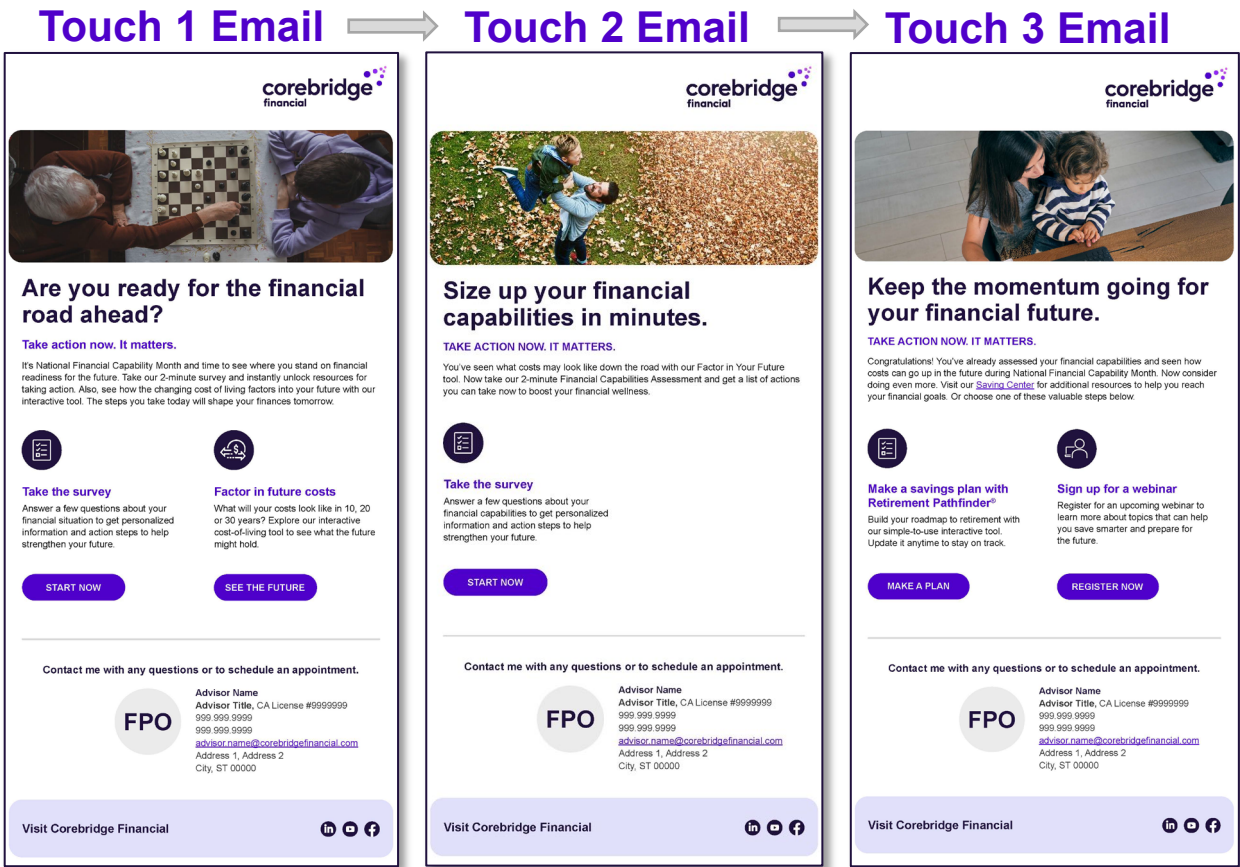 Touch 1 Email
Touch 2 Email
Touch 3 Email
corebridge
financial
Are you ready for the financial
road ahead?
Take action now. It matters.
It's National Financial Capability Month and time to see where you stand on financial
readiness for the future. Take our 2-minute survey and instantly unlock resources for
taking action. Also, see how the changing cost of living factors into your future with our
interactive tool. The steps you take today will shape your finances tomorrow.
Take the survey
Answer a few questions about your
financial situation to get personalized
information and action steps to help
strengthen your future.
START NOW
Factor in future costs
What will your costs look like in 10, 20
or 30 years? Explore our interactive
cost-of-living tool to see what the future
might hold.
SEE THE FUTURE
Contact me with any questions or to schedule an appointment.
FPO
Advisor Name
Advisor Title, CA License #9999999
999.999.9999
999.999.9999
advisor.name@corebridgefinancial.com
Address 1, Address 2
City, ST 00000
Visit Corebridge Financial
corebridge
financial
Size up your financial
capabilities in minutes.
TAKE ACTION NOW. IT MATTERS.
You've seen what costs may look like down the road with our Factor in Your Future
tool. Now take our 2-minute Financial Capabilities Assessment and get a list of actions
you can take now to boost your financial wellness.
Take the survey
Answer a few questions about your
financial capabilities to get personalized
information and action steps to help
strengthen your future.
START NOW
Contact me with any questions or to schedule an appointment.
FPO
Advisor Name
Advisor Title, CA License #9999999
999.999.9999
999.999.9999
advisor.name@corebridgefinancial.com
Address 1, Address 2
City, ST 00000
Visit Corebridge Financial
corebridge
financial
Keep the momentum going for
your financial future.
TAKE ACTION NOW. IT MATTERS.
Congratulations! You've already assessed your financial capabilities and seen how
costs can go up in the future during National Financial Capability Month. Now consider
doing even more. Visit our Saving Center for additional resources to help you reach
your financial goals. Or choose one of these valuable steps below.
Make a savings plan with
Retirement Pathfinder®
Build your roadmap to retirement with
our simple-to-use interactive tool.
Update it anytime to stay on track.
MAKE A PLAN
Sign up for a webinar
Register for an upcoming webinar to
learn more about topics that can help
you save smarter and prepare for
the future.
REGISTER NOW
Contact me with any questions or to schedule an appointment.
FPO
Advisor Name
Advisor Title, CA License #9999999
999.999.9999
999.999.9999
advisor.name@corebridgefinancial.com
Address 1, Address 2
City, ST 00000
Visit Corebridge Financial